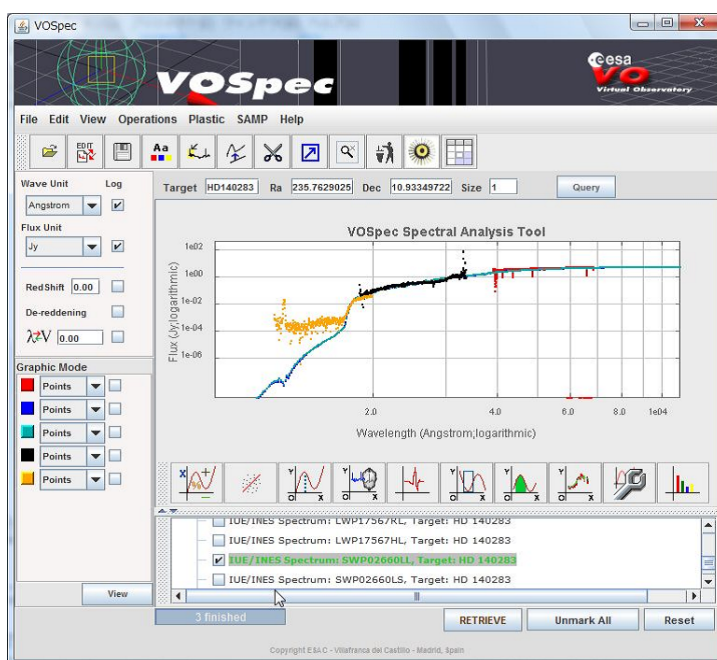 VOSpec
VOSpec
esa
VO
Virtual Observatory
File Edit View Operations Plastic SAMP Help
EDIT
Aa
Wave Unit Log
Target HD140283 Ra 235.7629025 Dec 10.93349722 Size 1 Query
Angstrom
Flux Unit
Jy
RedShift 0.00
De-reddening
λ⇄V 0.00
Graphic Mode
Points
Points
Points
Points
Points
View
VOSpec Spectral Analysis Tool
Flux (Jy;logarithmic)
1e02
1e00
1e-02
1e-04
1e-06
2.0 4.0 6.0 8.0 1e04
Wavelength (Angstrom;logarithmic)
IUE/INES Spectrum: LWP17567RL, Target: HD 140283
IUE/INES Spectrum: LWP17567HL, Target: HD 140283
IUE/INES Spectrum: SWP02660LL, Target: HD 140283
IUE/INES Spectrum: SWP02660LS, Target: HD 140283
3 finished
RETRIEVE Unmark All Reset
Copyright ESAC - Villafranca del Castillo - Madrid, Spain